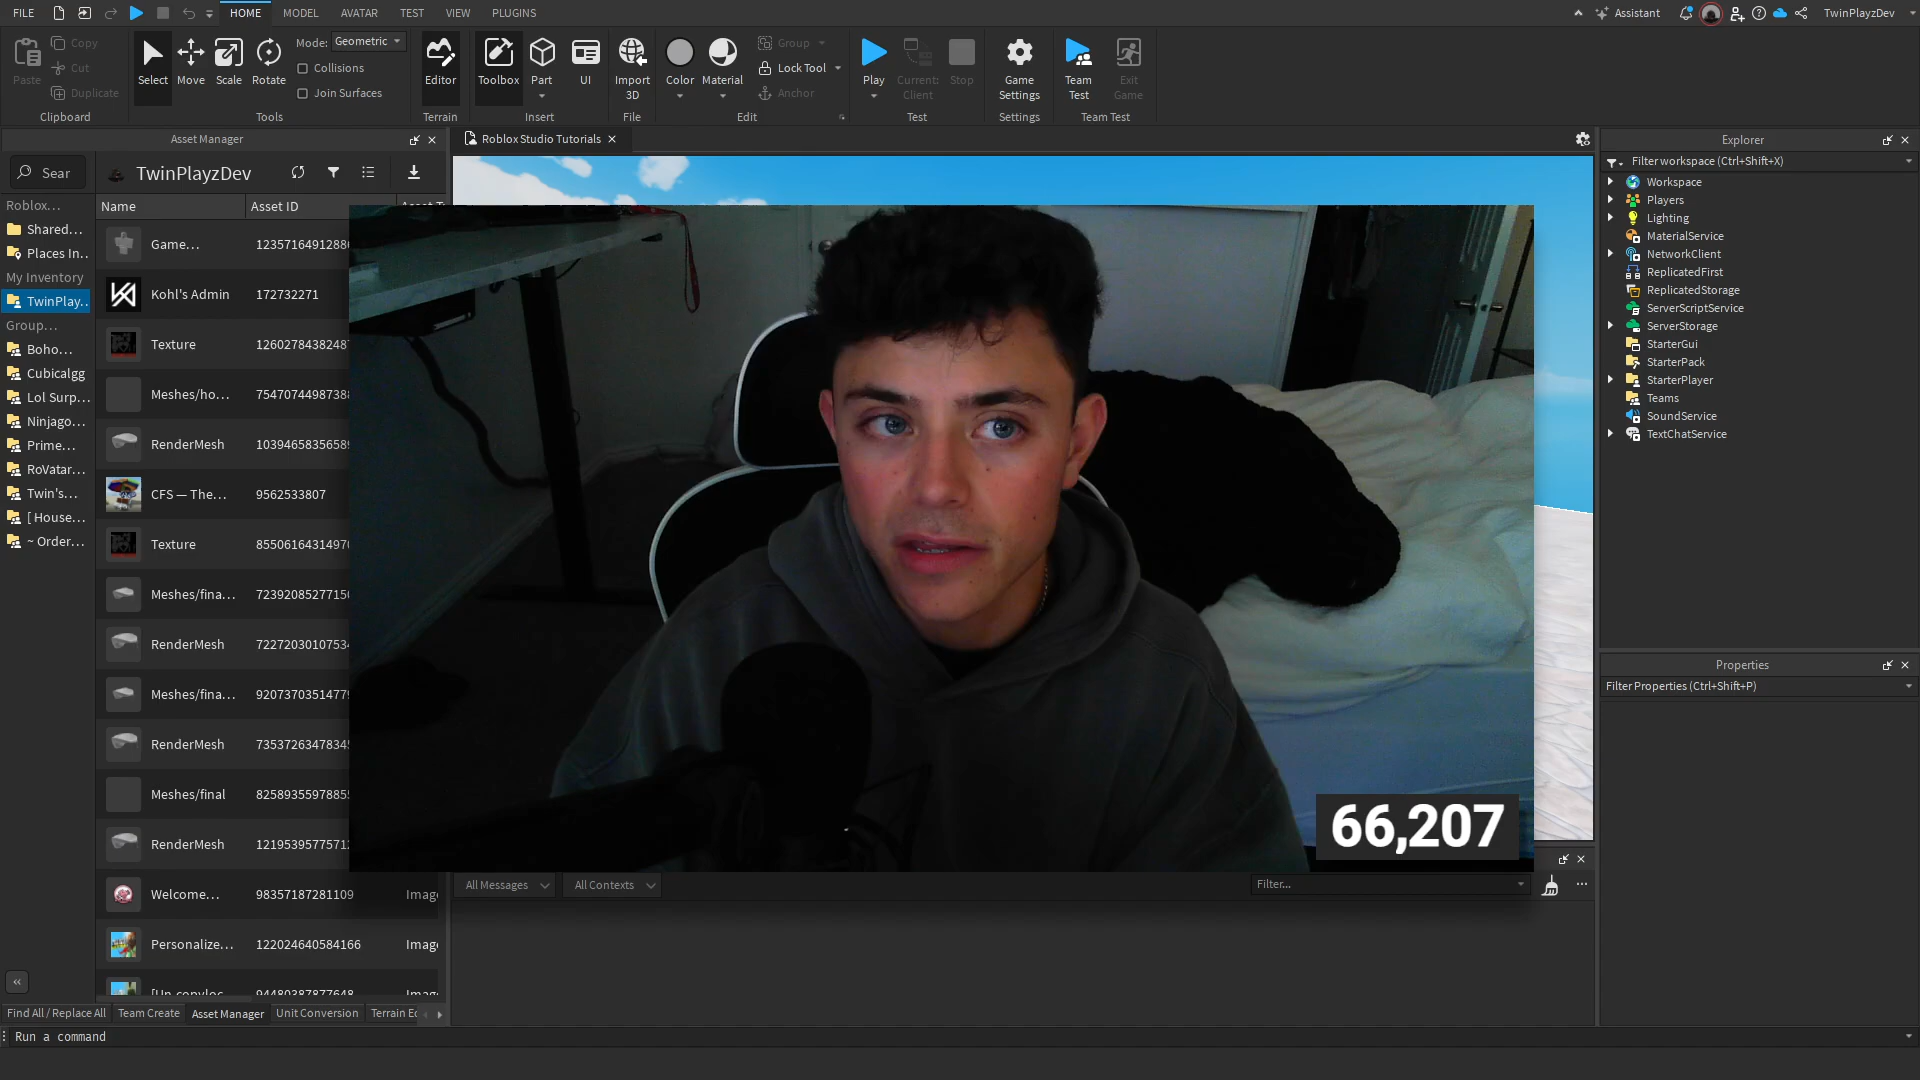 FILE
HOME
MODEL
AVATAR
TEST
VIEW
PLUGINS
Assistant
TwinPlayzDev
Paste
Copy
Cut
Duplicate
Clipboard
Select
Move
Scale
Rotate
Mode: Geometric
Collisions
Join Surfaces
Tools
Editor
Terrain
Toolbox
Part
UI
Insert
Import
3D
File
Color
Material
Group
Lock Tool
Anchor
Edit
Play
Current:
Client
Stop
Test
Game
Settings
Settings
Team
Test
Exit
Game
Team Test
Asset Manager
Sear
TwinPlayzDev
Name
Asset ID
Roblox...
Shared...
Places In..
My Inventory
TwinPlay..
Group...
Boho...
Cubicalgg
Lol Surp...
Ninjago...
Prime...
RoVatar...
Twin's...
[ House...
~ Order...
Game...
Kohl's Admin 172732271
Texture
Meshes/ho...
RenderMesh
CFS — The... 9562533807
Texture
Meshes/fina...
RenderMesh
Meshes/fina...
RenderMesh
Meshes/final
RenderMesh
Welcome... 98357187281109
Personalize... 122024640584166
Find All / Replace All
Team Create
Asset Manager
Unit Conversion
Terrain Ec
Run a command
Roblox Studio Tutorials
66,207
All Messages
All Contexts
Filter...
Explorer
Filter workspace (Ctrl+Shift+X)
Workspace
Players
Lighting
MaterialService
NetworkClient
ReplicatedFirst
ReplicatedStorage
ServerScriptService
ServerStorage
StarterGui
StarterPack
StarterPlayer
Teams
SoundService
TextChatService
Properties
Filter Properties (Ctrl+Shift+P)